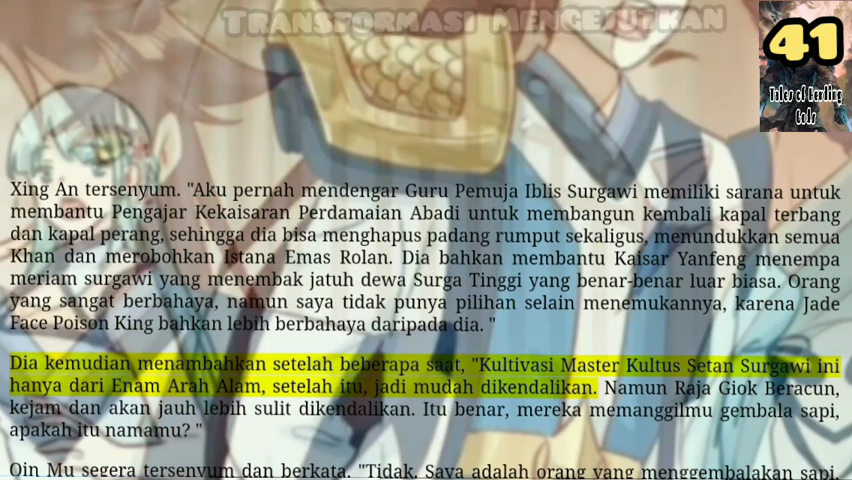 Transformasi Mengejutkan
41
Tales of Herding
Gods
Xing An tersenyum. "Aku pernah mendengar Guru Pemuja Iblis Surgawi memiliki sarana untuk
membantu Pengajar Kekaisaran Perdamaian Abadi untuk membangun kembali kapal terbang
dan kapal perang, sehingga dia bisa menghapus padang rumput sekaligus, menundukkan semua
Khan dan merobohkan Istana Emas Rolan. Dia bahkan membantu Kaisar Yanfeng menempa
meriam surgawi yang menembak jatuh dewa Surga Tinggi yang benar-benar luar biasa. Orang
yang sangat berbahaya, namun saya tidak punya pilihan selain menemukannya, karena Jade
Face Poison King bahkan lebih berbahaya daripada dia. "
Dia kemudian menambahkan setelah beberapa saat, "Kultivasi Master Kultus Setan Surgawi ini
hanya dari Enam Arah Alam, setelah itu, jadi mudah dikendalikan. Namun Raja Giok Beracun,
kejam dan akan jauh lebih sulit dikendalikan. Itu benar, mereka memanggilmu gembala sapi,
apakah itu namamu? "
Qin Mu segera tersenyum dan berkata. "Tidak. Saya adalah orang yang menggembalakan sapi.